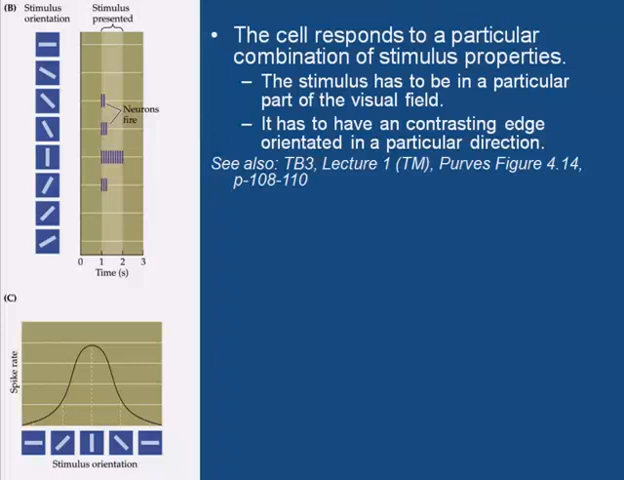 (B) Stimulus Stimulus
orientation presented
Neurons
fire
0 1 2 3
Time (s)
(C)
Spike rate
Stimulus orientation
• The cell responds to a particular
combination of stimulus properties.
– The stimulus has to be in a particular
part of the visual field.
– It has to have an contrasting edge
orientated in a particular direction.
See also: TB3, Lecture 1 (TM), Purves Figure 4.14,
p-108-110